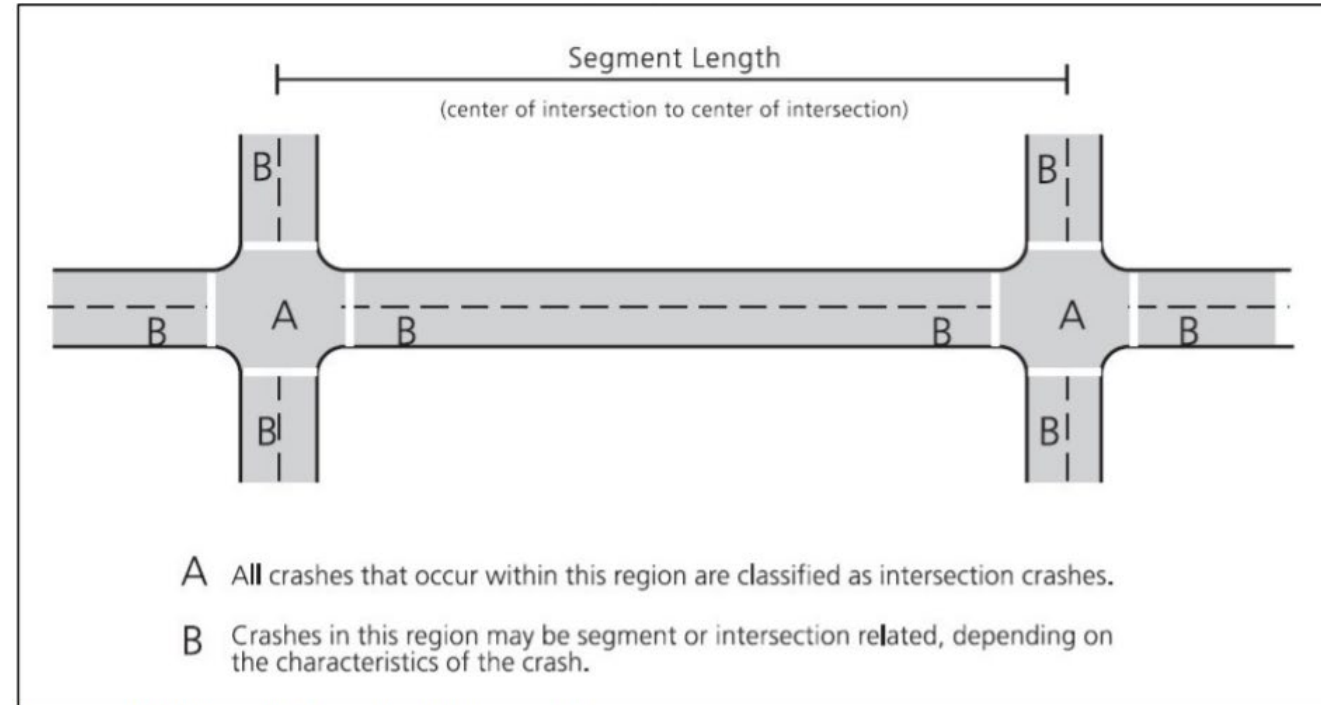 Segment Length
(center of intersection to center of intersection)
B
B
A
A
B
B
B
B
B
B
A All crashes that occur within this region are classified as intersection crashes.
B Crashes in this region may be segment or intersection related, depending on
the characteristics of the crash.